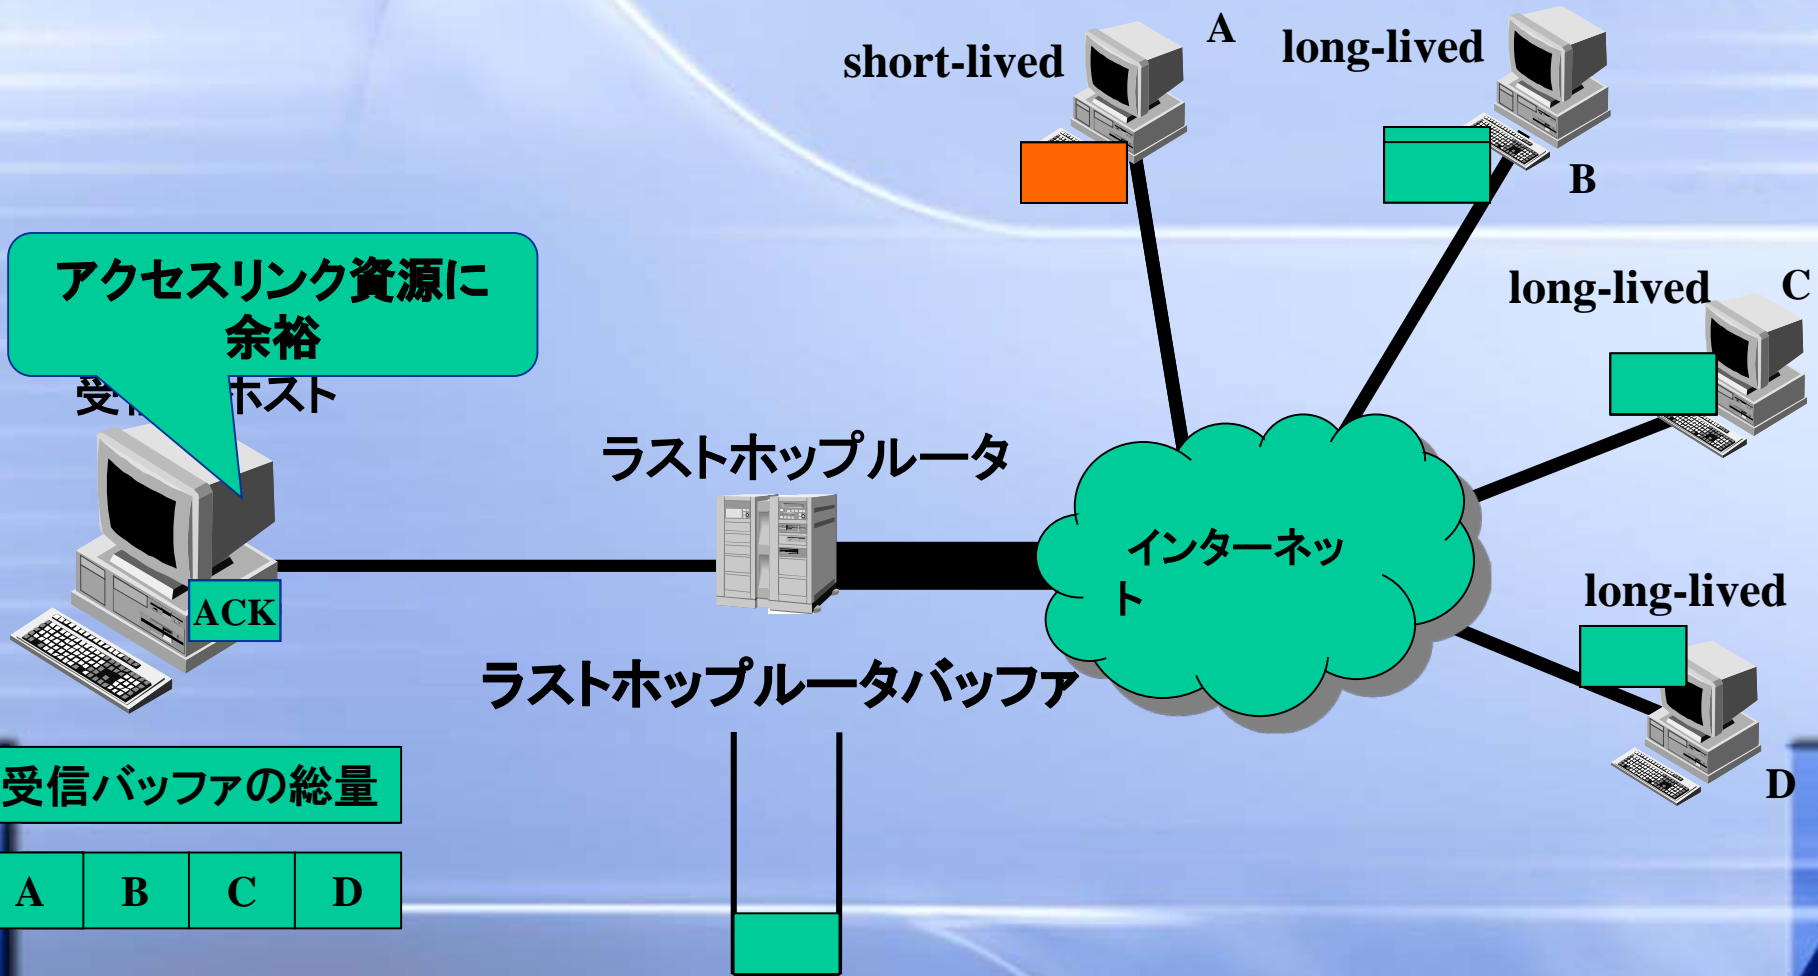 A
short-lived
long-lived
B
アクセスリンク資源に
余裕
long-lived
C
ホスト
ラストホップルータ
インターネッ
ト
long-lived
ACK
ラストホップルータバッファ
D
受信バッファの総量
A B C D